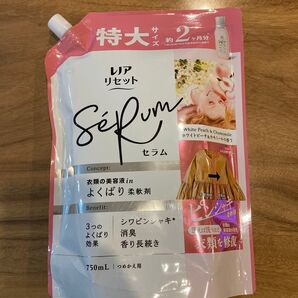 特大サイズ
約2ヶ月分
レノア
リセット
SéRum
セラム
White Peach & Chamomile
ホワイトピーチ&カモミールの香り
Concept:
衣類の美容液in
よくばり 柔軟剤
Benefit:
3つの
よくばり
効果
シワピンシャキ*
消臭
香り長続き
750mL つめかえ用